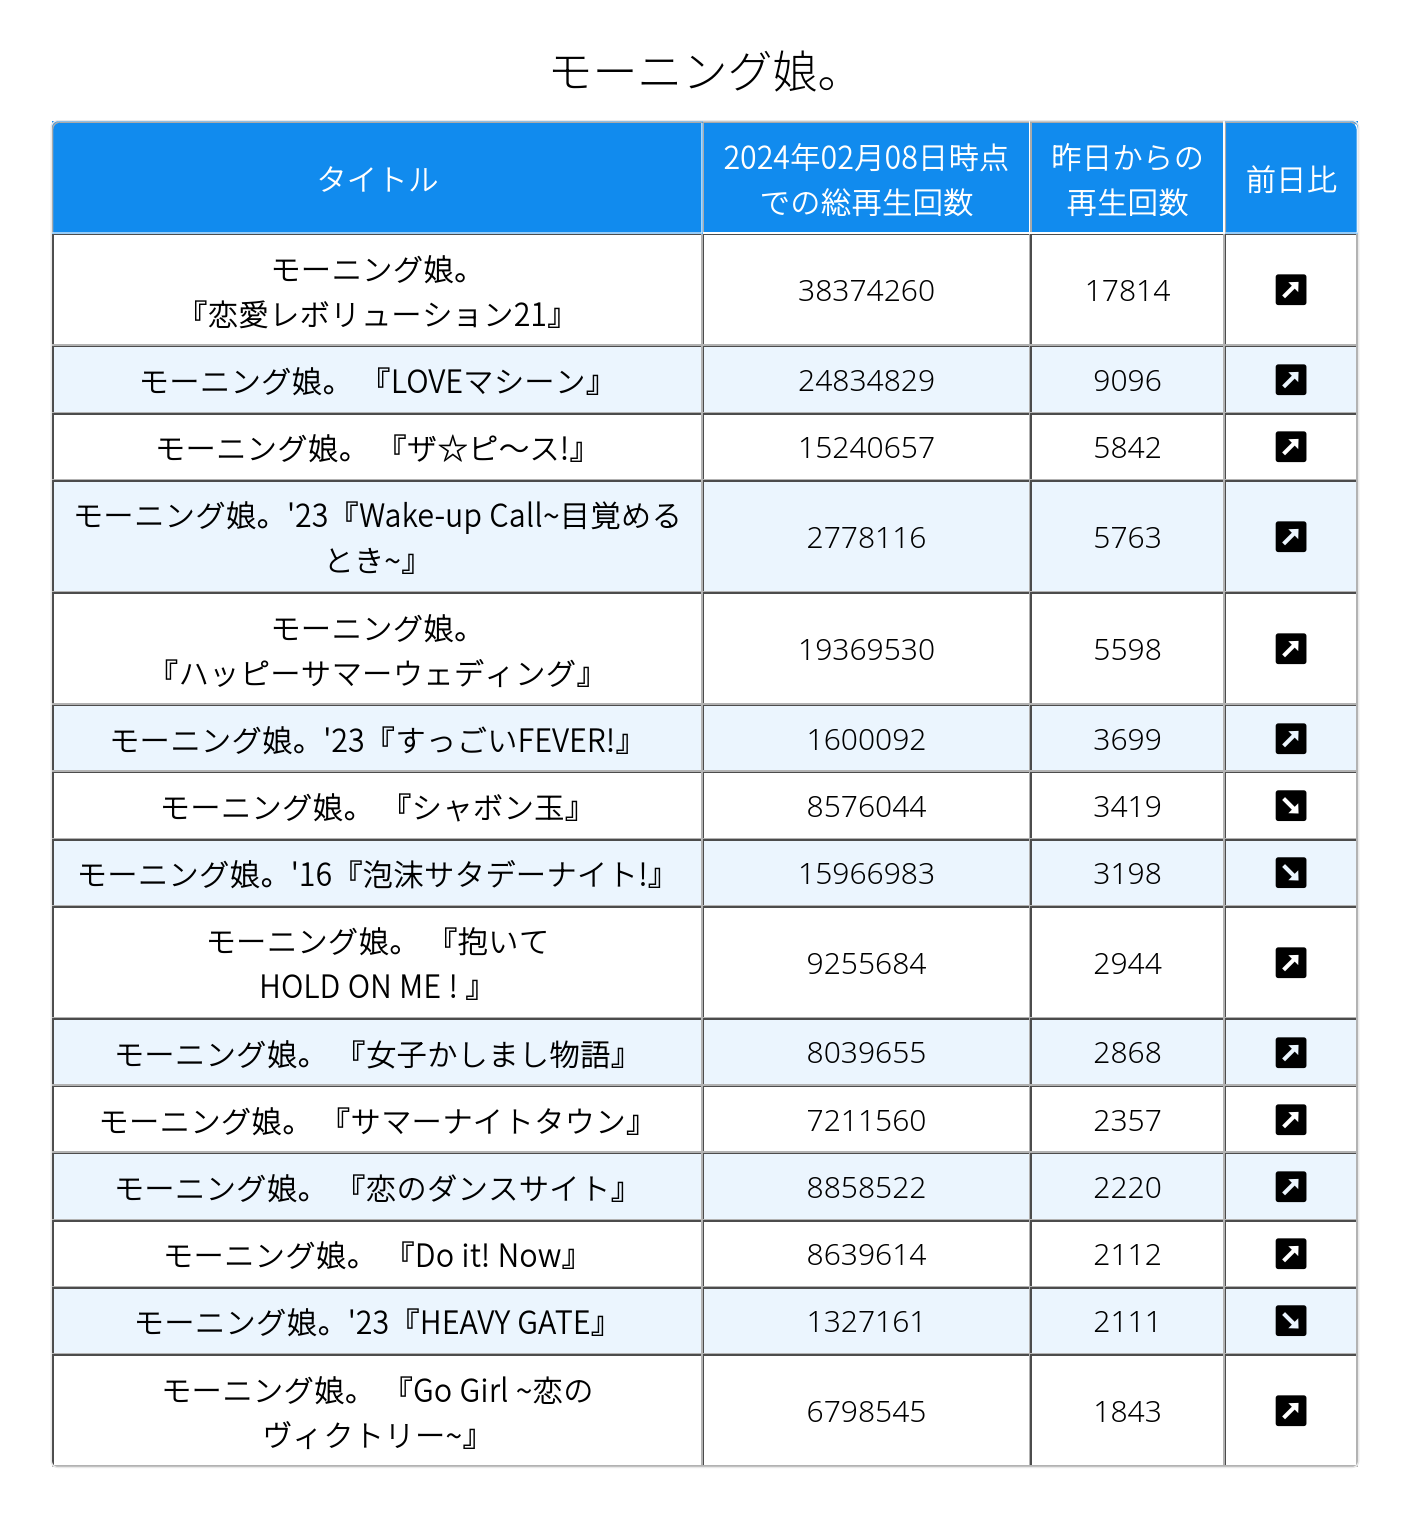 モーニング娘。
タイトル
2024年02月08日時点
での総再生回数
昨日からの
再生回数
前日比
モーニング娘。
『恋愛レボリューション21』
38374260
17814
モーニング娘。 『LOVEマシーン』
24834829
9096
モーニング娘。 『ザ☆ピ〜ス!』
15240657
5842
モーニング娘。'23『Wake-up Call~目覚める
とき~』
2778116
5763
モーニング娘。
『ハッピーサマーウェディング』
19369530
5598
モーニング娘。'23『すっごいFEVER!』
1600092
3699
モーニング娘。 『シャボン玉』
8576044
3419
モーニング娘。'16『泡沫サタデーナイト!』
15966983
3198
モーニング娘。 『抱いて
HOLD ON ME ! 』
9255684
2944
モーニング娘。 『女子かしまし物語』
8039655
2868
モーニング娘。 『サマーナイトタウン』
7211560
2357
モーニング娘。 『恋のダンスサイト』
8858522
2220
モーニング娘。 『Do it! Now』
8639614
2112
モーニング娘。'23『HEAVY GATE』
1327161
2111
モーニング娘。 『Go Girl ~恋の
ヴィクトリー~』
6798545
1843